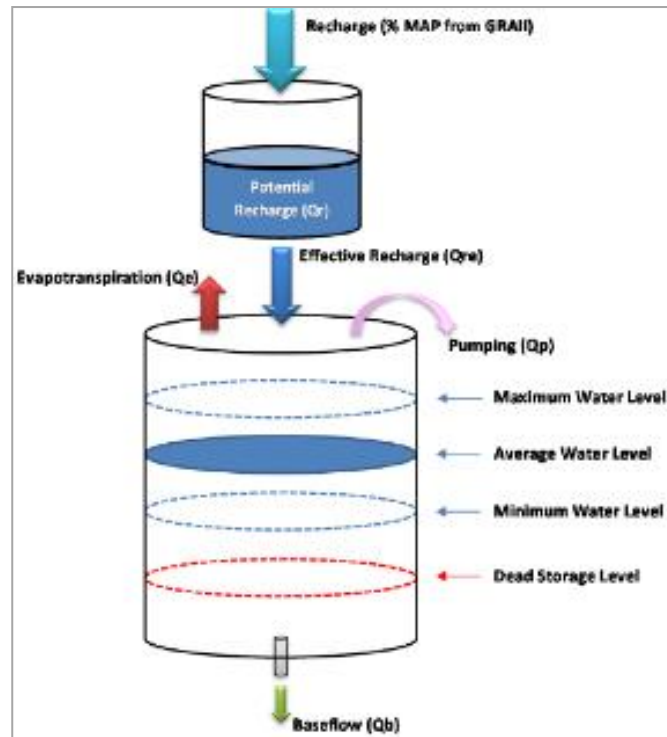 Recharge (% MAP from GRAII)
Potential
Recharge (Qr)
Effective Recharge (Qre)
Evapotranspiration (Qe)
Pumping (Qp)
Maximum Water Level
Average Water Level
Minimum Water Level
Dead Storage Level
Baseflow (Qb)